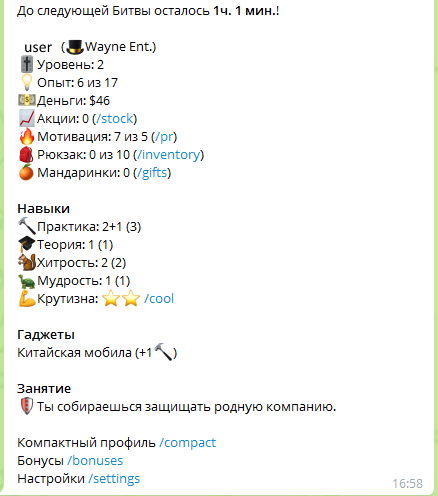 До следующей Битвы осталось 1ч. 1 мин.!
user (🎩Wayne Ent.)
Уровень: 2
Опыт: 6 из 17
Деньги: $46
Акции: 0 (/stock)
Мотивация: 7 из 5 (/pr)
Рюкзак: 0 из 10 (/inventory)
Мандаринки: 0 (/gifts)
Навыки
Практика: 2+1 (3)
Теория: 1 (1)
Хитрость: 2 (2)
Мудрость: 1 (1)
Крутизна: ⭐⭐ /cool
Гаджеты
Китайская мобила (+1🔨)
Занятие
Ты собираешься защищать родную компанию.
Компактный профиль /compact
Бонусы /bonuses
Настройки /settings
16:58